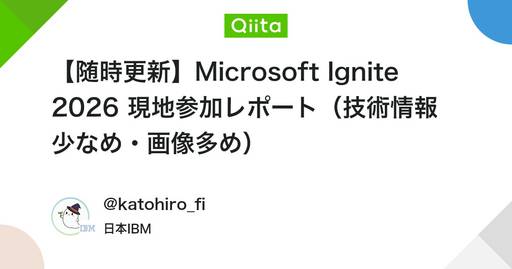 Qiita
【随時更新】Microsoft Ignite
2026 現地参加レポート（技術情報
少なめ・画像多め）
@katohiro_fi
IBM
日本IBM